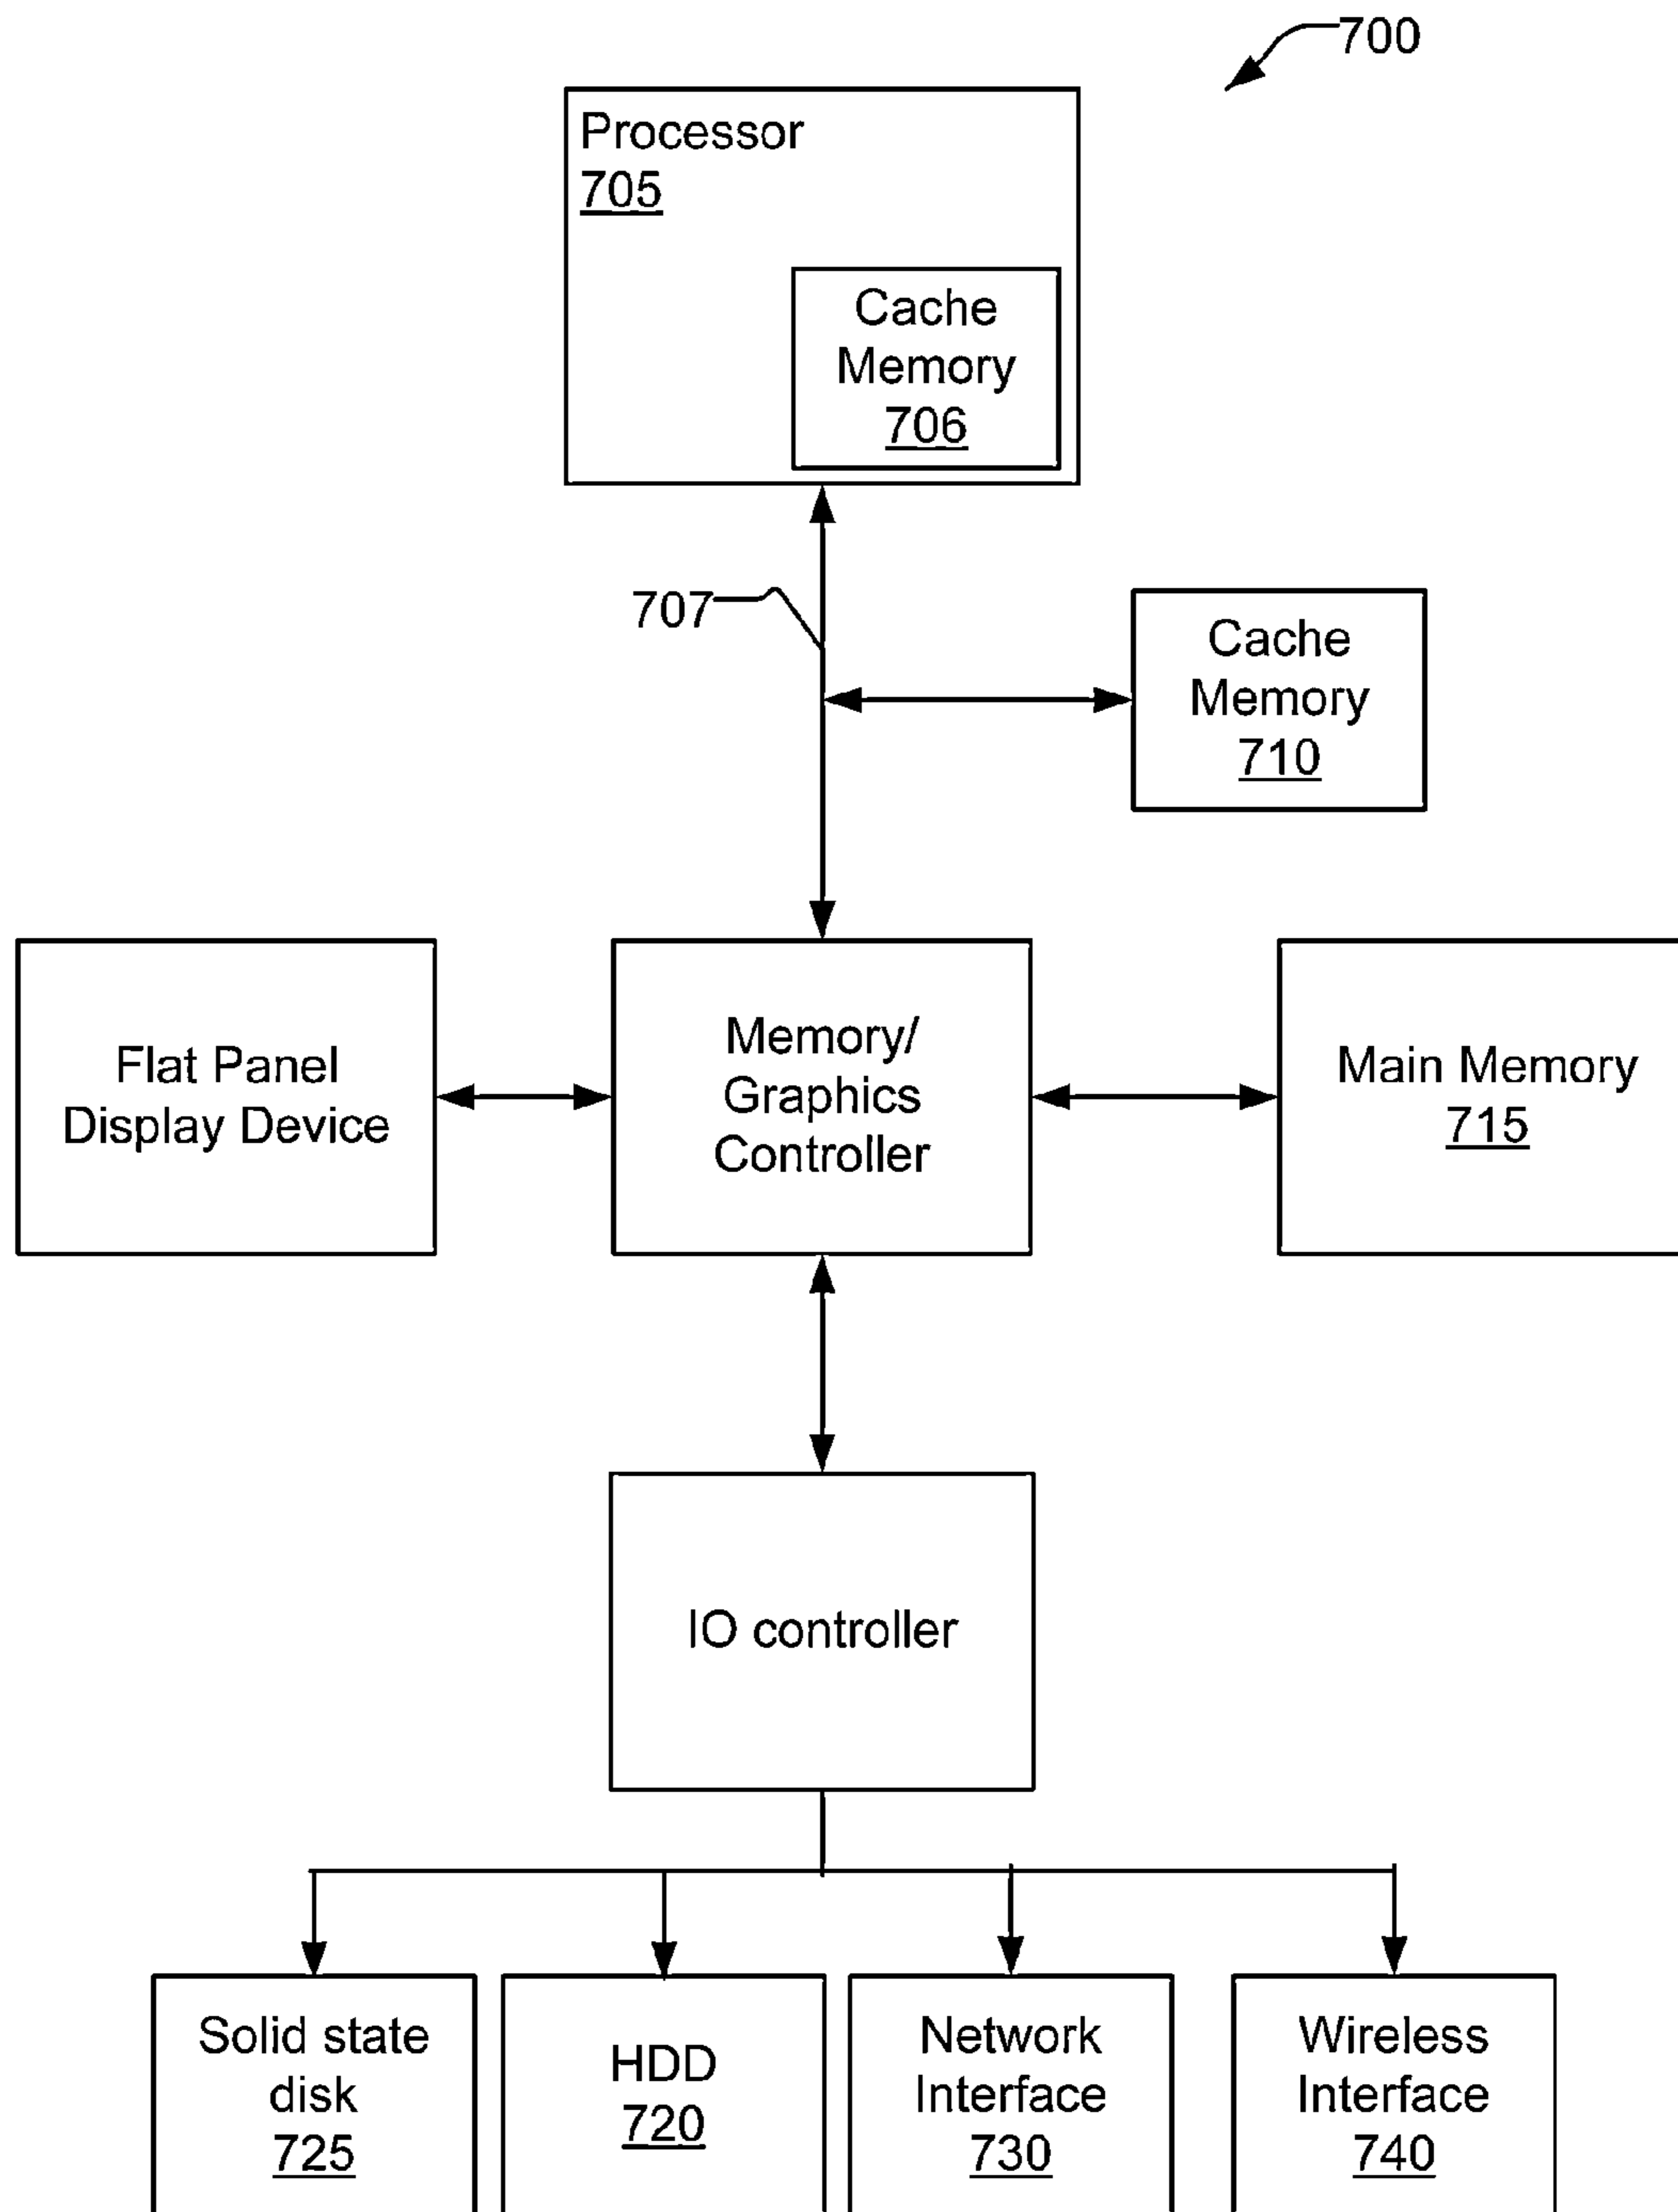 700
Processor
705
Cache
Memory
706
707
Cache
Memory
710
Flat Panel
Display Device
Memory/
Graphics
Controller
Main Memory
715
IO controller
Solid state
disk
725
HDD
720
Network
Interface
730
Wireless
Interface
740